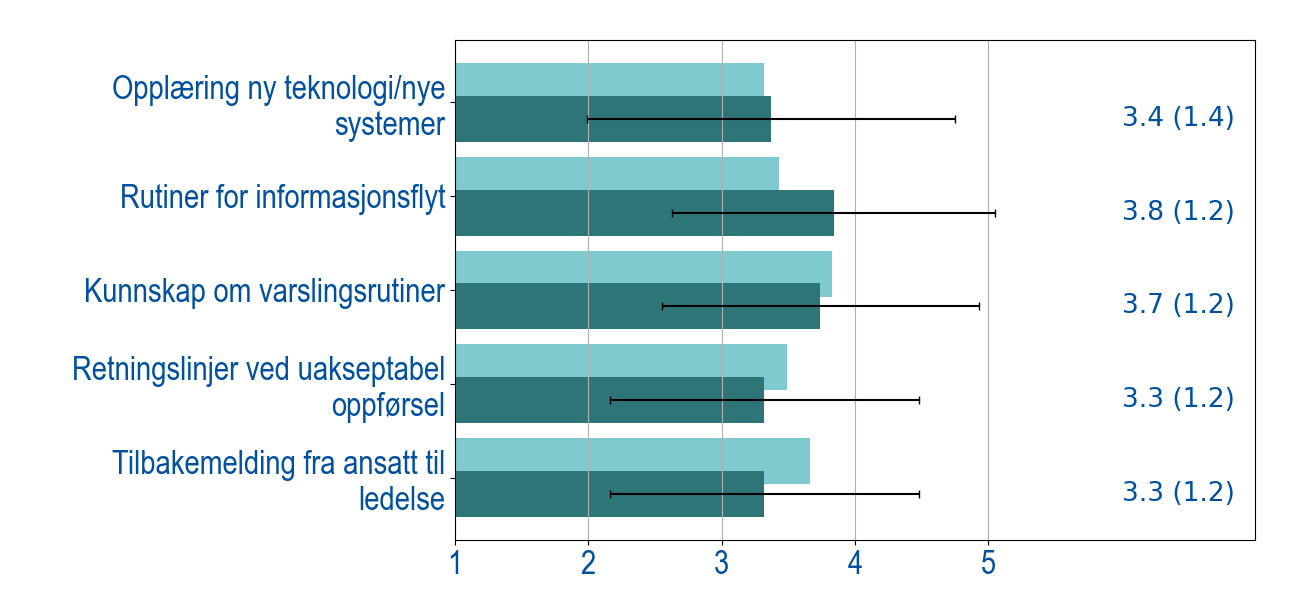 Opplæring ny teknologi/nye
systemer
3.4 (1.4)
Rutiner for informasjonsflyt
3.8 (1.2)
Kunnskap om varslingsrutiner
3.7 (1.2)
Retningslinjer ved uakseptabel
oppførsel
3.3 (1.2)
Tilbakemelding fra ansatt til
ledelse
3.3 (1.2)
1 2 3 4 5